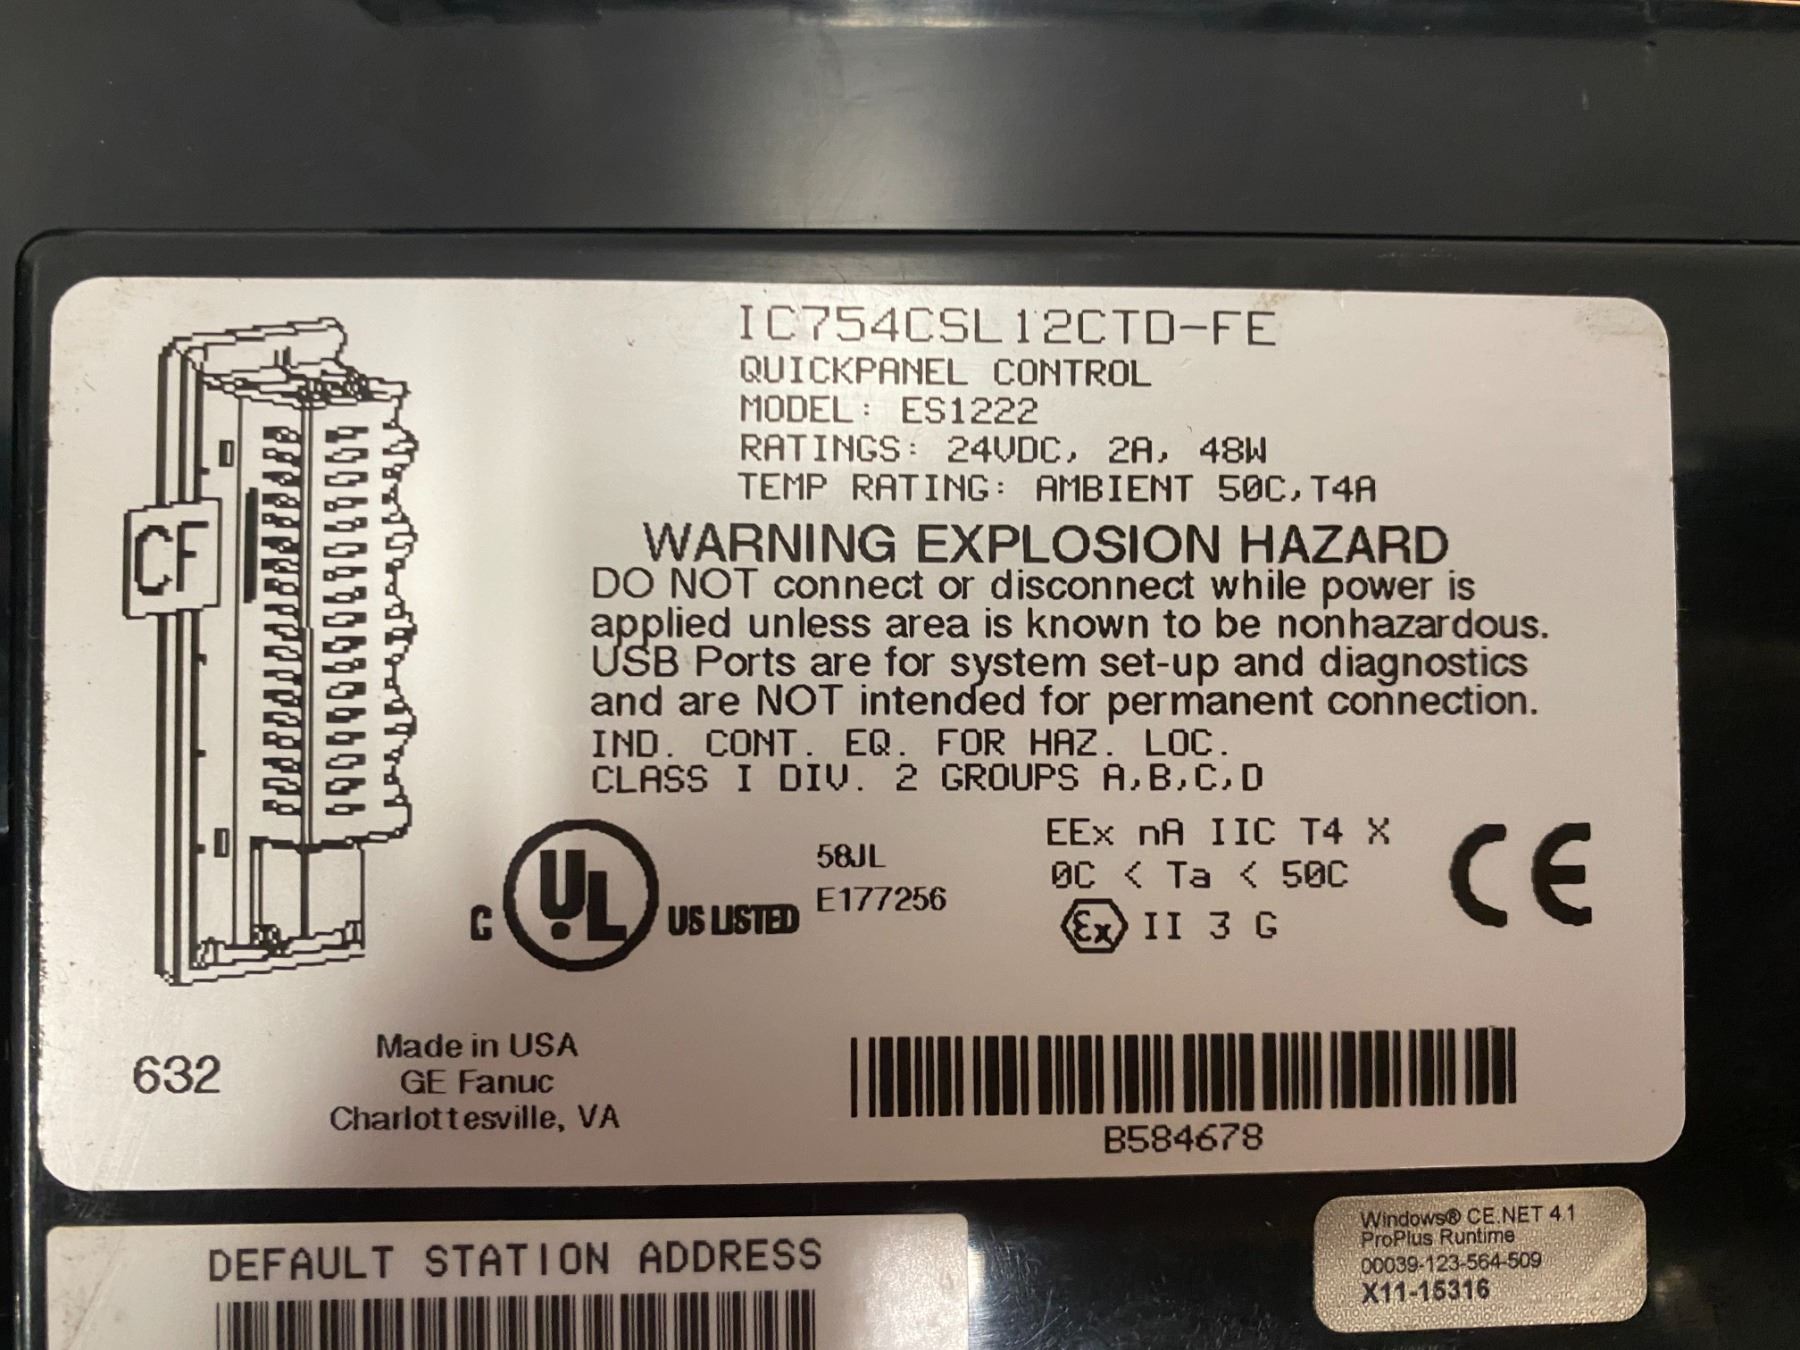 IC754CSL12CTD-FE
QUICKPANEL CONTROL
MODEL: ES1222
RATINGS: 24VDC, 2A, 48W
TEMP RATING: AMBIENT 50C,T4A
CF
WARNING EXPLOSION HAZARD
DO NOT connect or disconnect while power is
applied unless area is known to be nonhazardous.
USB Ports are for system set-up and diagnostics
and are NOT intended for permanent connection.
IND. CONT. EQ. FOR HAZ. LOC.
CLASS I DIV. 2 GROUPS A,B,C,D
C UL US LISTED
58JL
E177256
EEx nA IIC T4 X
0C < Ta < 50C
Ex II 3 G
CE
632
Made in USA
GE Fanuc
Charlottesville, VA
B584678
DEFAULT STATION ADDRESS
Windows® CE.NET 4.1
ProPlus Runtime
00039-123-564-509
X11-15316